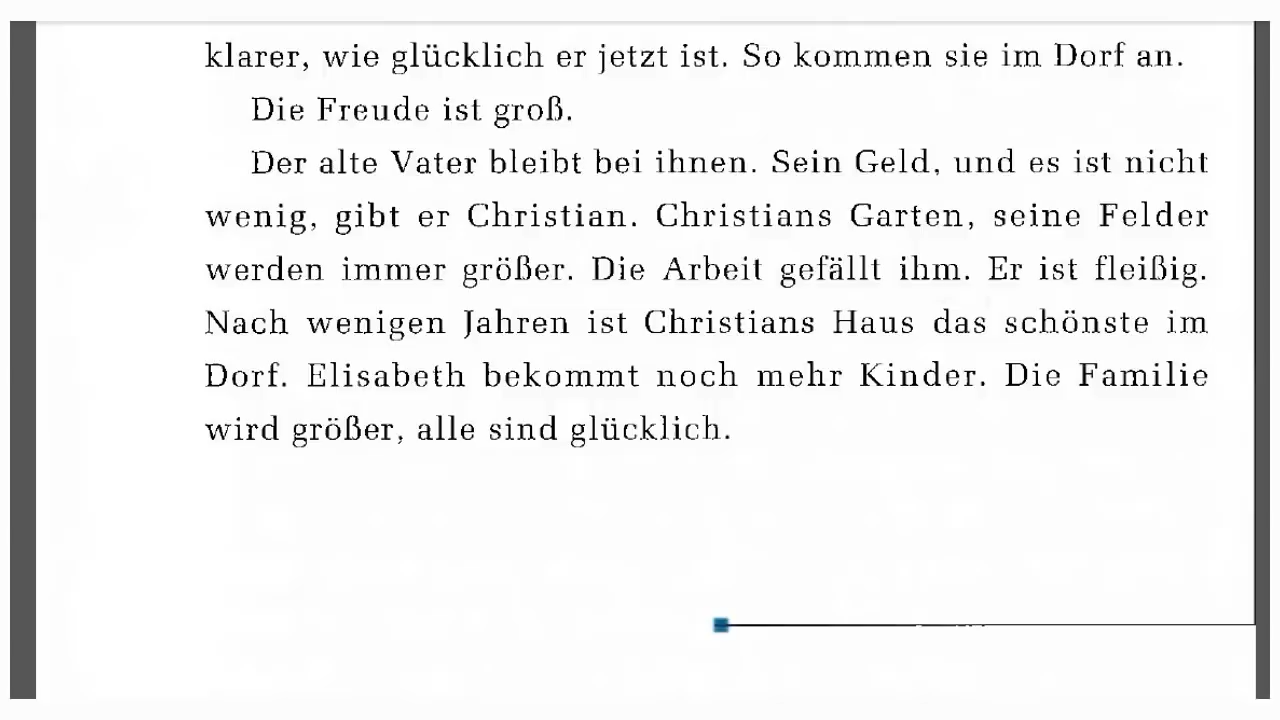 klarer, wie glücklich er jetzt ist. So kommen sie im Dorf an.
Die Freude ist groß.
Der alte Vater bleibt bei ihnen. Sein Geld, und es ist nicht
wenig, gibt er Christian. Christians Garten, seine Felder
werden immer größer. Die Arbeit gefällt ihm. Er ist fleißig.
Nach wenigen Jahren ist Christians Haus das schönste im
Dorf. Elisabeth bekommt noch mehr Kinder. Die Familie
wird größer, alle sind glücklich.